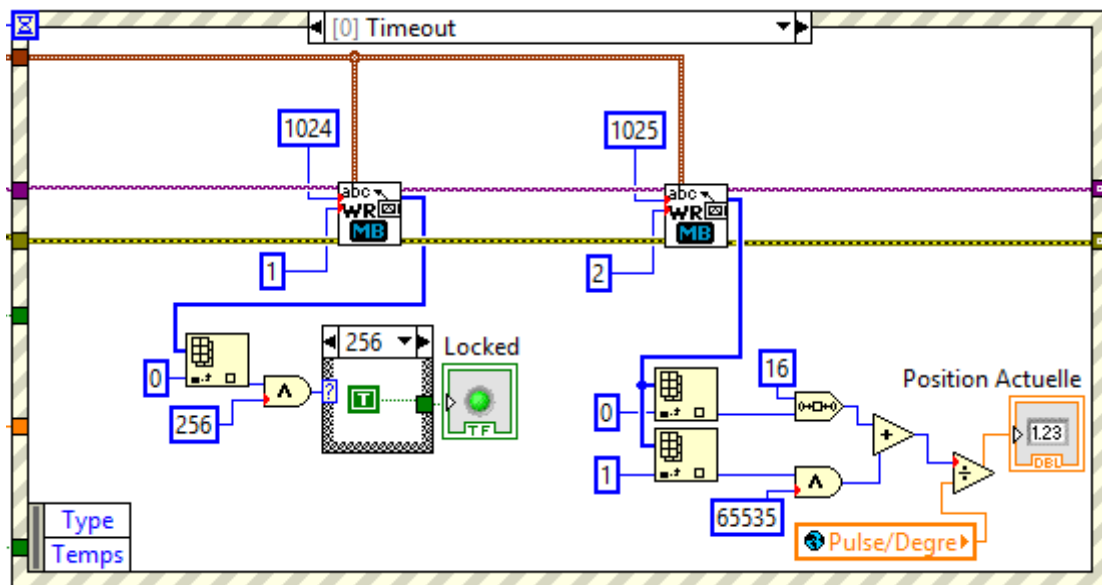 [0] Timeout
1024
1025
abc
WR
MB
abc
WR
MB
1
2
256
Locked
0
T
256
TF
16
Position Actuelle
0
1.23
DBL
1
65535
Pulse/Degre
Type
Temps